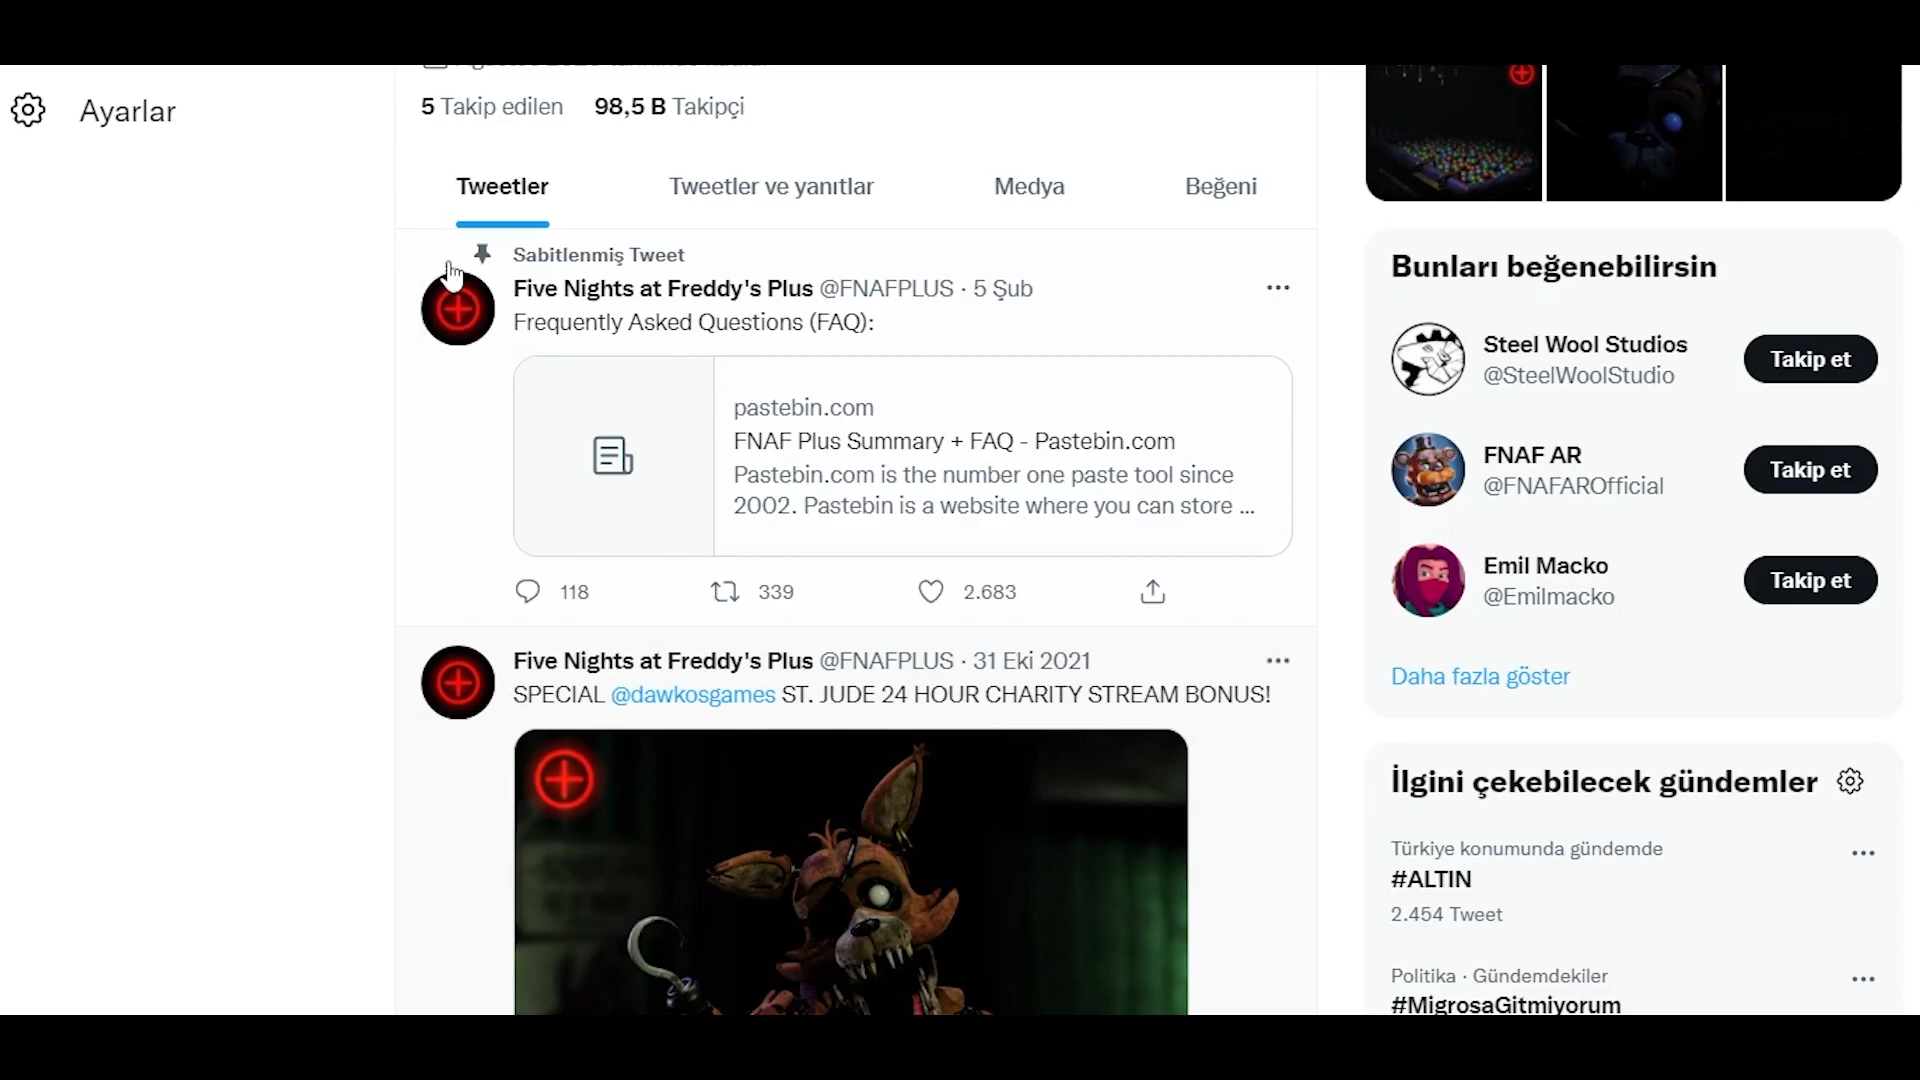 Ayarlar
5 Takip edilen 98,5 B Takipçi
Tweetler Tweetler ve yanıtlar Medya Beğeni
Sabitlenmiş Tweet
Five Nights at Freddy's Plus @FNAFPLUS · 5 Şub
Frequently Asked Questions (FAQ):
pastebin.com
FNAF Plus Summary + FAQ - Pastebin.com
Pastebin.com is the number one paste tool since
2002. Pastebin is a website where you can store ...
118 339 2.683
Five Nights at Freddy's Plus @FNAFPLUS · 31 Eki 2021
SPECIAL @dawkosgames ST. JUDE 24 HOUR CHARITY STREAM BONUS!
Bunları beğenebilirsin
Steel Wool Studios
@SteelWoolStudio
Takip et
FNAF AR
@FNAFAROfficial
Takip et
Emil Macko
@Emilmacko
Takip et
Daha fazla göster
İlgini çekebilecek gündemler
Türkiye konumunda gündemde
#ALTIN
2.454 Tweet
Politika · Gündemdekiler
#MigrosaGitmiyorum